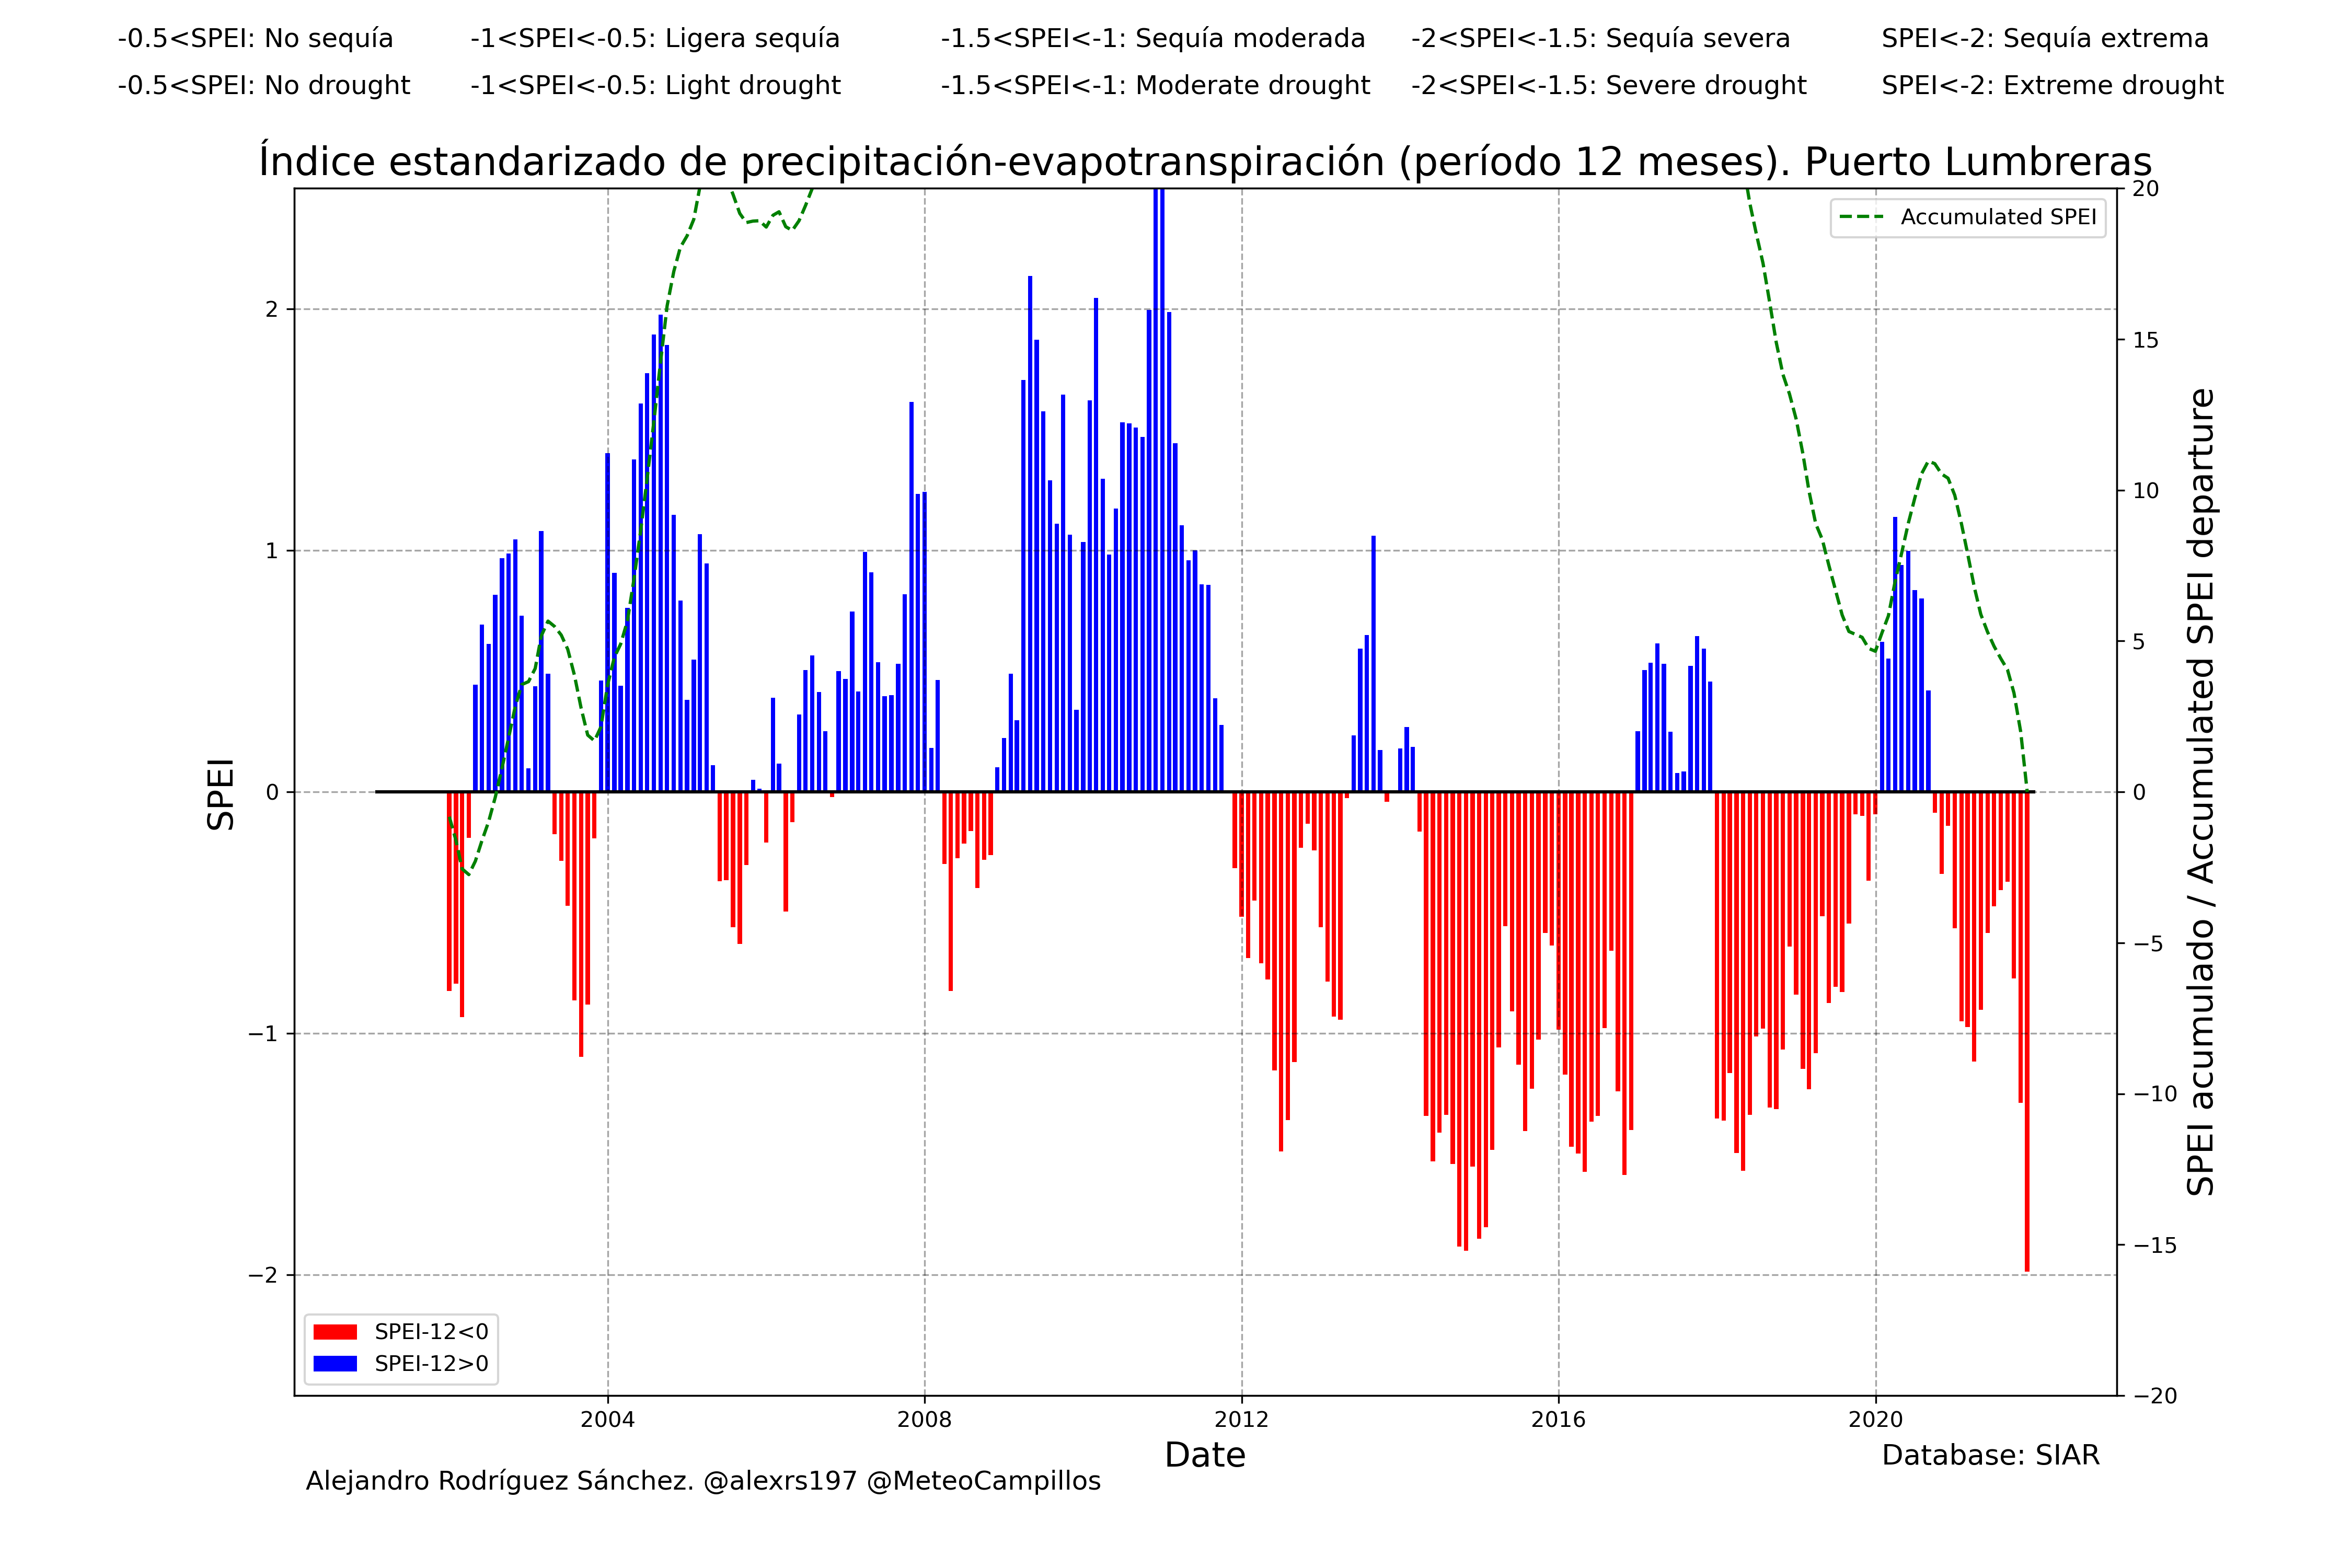 -0.5<SPEI: No sequía -1<SPEI<-0.5: Ligera sequía -1.5<SPEI<-1: Sequía moderada -2<SPEI<-1.5: Sequía severa SPEI<-2: Sequía extrema
-0.5<SPEI: No drought -1<SPEI<-0.5: Light drought -1.5<SPEI<-1: Moderate drought -2<SPEI<-1.5: Severe drought SPEI<-2: Extreme drought
Índice estandarizado de precipitación-evapotranspiración (período 12 meses). Puerto Lumbreras
SPEI
2
1
0
−1
−2
Accumulated SPEI
20
15
10
5
0
−5
−10
−15
−20
SPEI acumulado / Accumulated SPEI departure
SPEI-12<0
SPEI-12>0
2004 2008 2012 2016 2020
Date
Database: SIAR
Alejandro Rodríguez Sánchez. @alexrs197 @MeteoCampillos